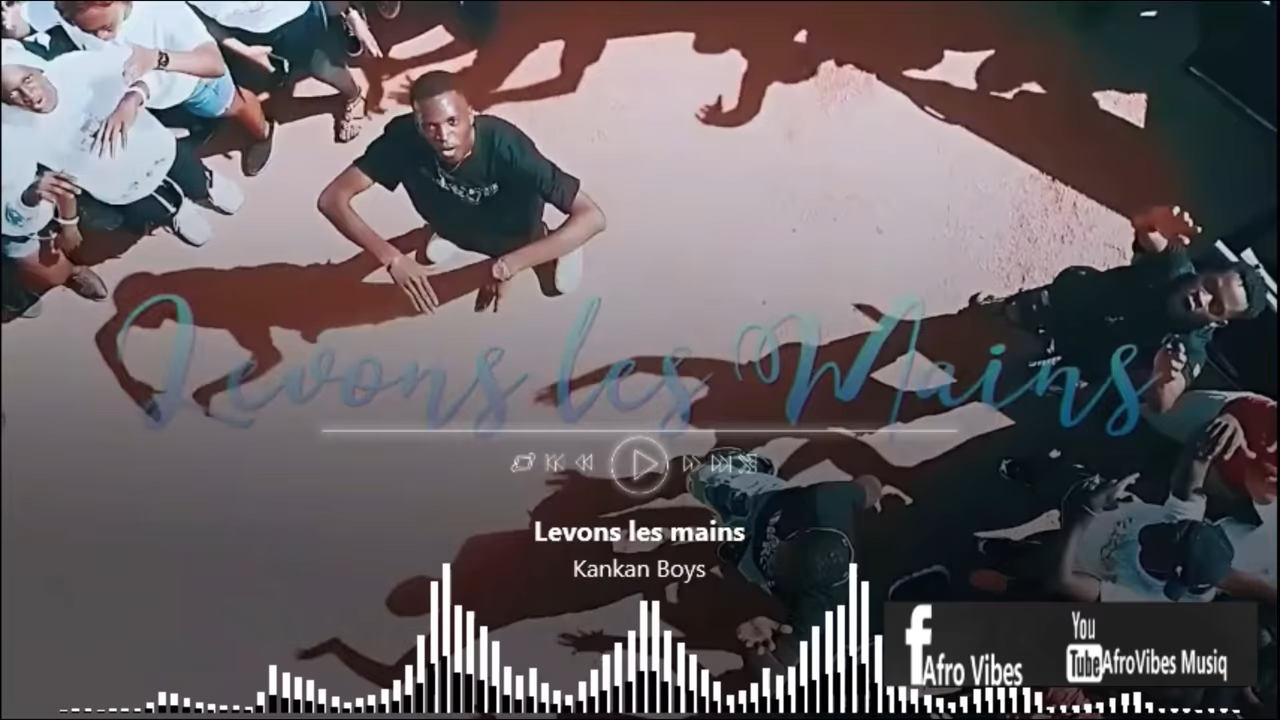 Levons les Mains
Levons les mains
Kankan Boys
f Afro Vibes
You
Tube AfroVibes Musiq